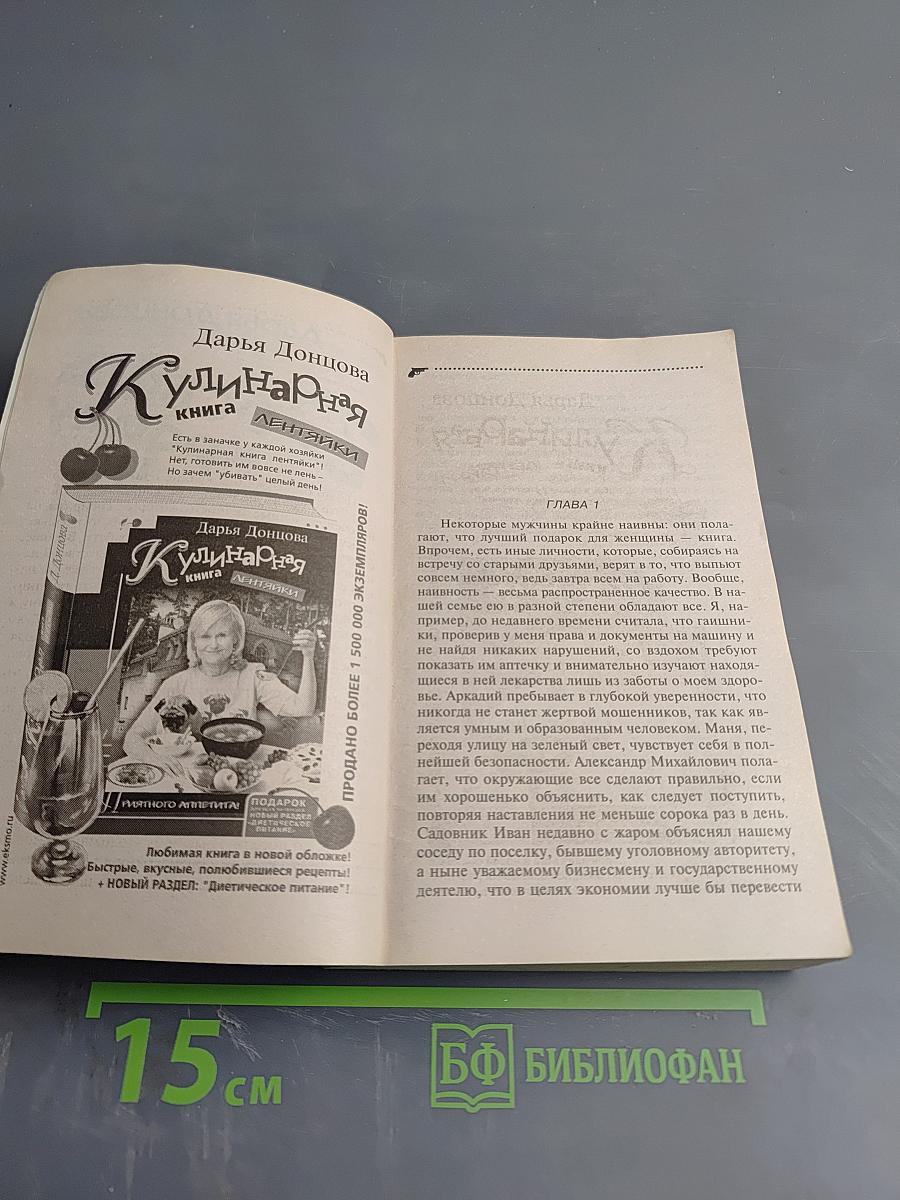 Дарья Донцова
Кулинарная
книга
ЛЕНТЯЙКИ
Есть в заначке у каждой хозяйки
"Кулинарная книга лентяйки"!
Нет, готовить им вовсе не лень –
Но зачем "убивать" целый день!
Д. Донцова
Дарья Донцова
Кулинарная
книга
ЛЕНТЯЙКИ
ПРИЯТНОГО АППЕТИТА!
ПОДАРОК
НОВЫЙ РАЗДЕЛ
«ДИЕТИЧЕСКОЕ
ПИТАНИЕ»
ПРОДАНО БОЛЕЕ 1 500 000 ЭКЗЕМПЛЯРОВ!
www.eksmo.ru
Любимая книга в новой обложке!
Быстрые, вкусные, полюбившиеся рецепты!
+ НОВЫЙ РАЗДЕЛ: "Диетическое питание"!
ГЛАВА 1
Некоторые мужчины крайне наивны: они пола-
гают, что лучший подарок для женщины — книга.
Впрочем, есть иные личности, которые, собираясь на
встречу со старыми друзьями, верят в то, что выпьют
совсем немного, ведь завтра всем на работу. Вообще,
наивность — весьма распространенное качество. В на-
шей семье ею в разной степени обладают все. Я, на-
пример, до недавнего времени считала, что гаишни-
ки, проверив у меня права и документы на машину и
не найдя никаких нарушений, со вздохом требуют
показать им аптечку и внимательно изучают находя-
щиеся в ней лекарства лишь из заботы о моем здоро-
вье. Аркадий пребывает в глубокой уверенности, что
никогда не станет жертвой мошенников, так как яв-
ляется умным и образованным человеком. Маня, пе-
реходя улицу на зеленый свет, чувствует себя в пол-
нейшей безопасности. Александр Михайлович пола-
гает, что окружающие все сделают правильно, если
им хорошенько объяснить, как следует поступить,
повторяя наставления не меньше сорока раз в день.
Садовник Иван недавно с жаром объяснял нашему
соседу по поселку, бывшему уголовному авторитету,
а ныне уважаемому бизнесмену и государственному
деятелю, что в целях экономии лучше бы перевести
15 см
БФ БИБЛИОФАН